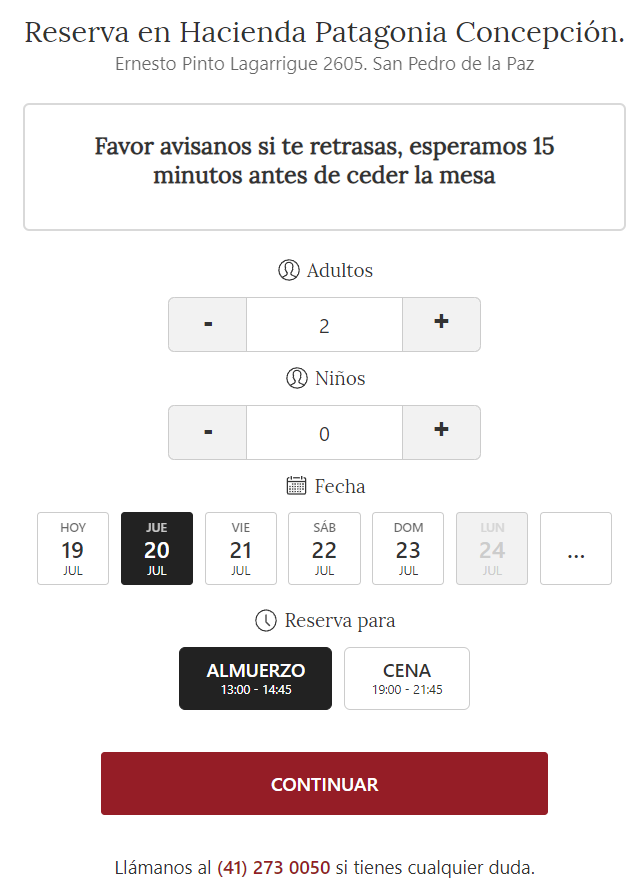 Reserva en Hacienda Patagonia Concepción.
Ernesto Pinto Lagarrigue 2605. San Pedro de la Paz
Favor avisanos si te retrasas, esperamos 15
minutos antes de ceder la mesa
Adultos
- 2 +
Niños
- 0 +
Fecha
HOY JUE VIE SÁB DOM LUN
19 20 21 22 23 24 ...
JUL JUL JUL JUL JUL JUL
Reserva para
ALMUERZO CENA
13:00 - 14:45 19:00 - 21:45
CONTINUAR
Llámanos al (41) 273 0050 si tienes cualquier duda.